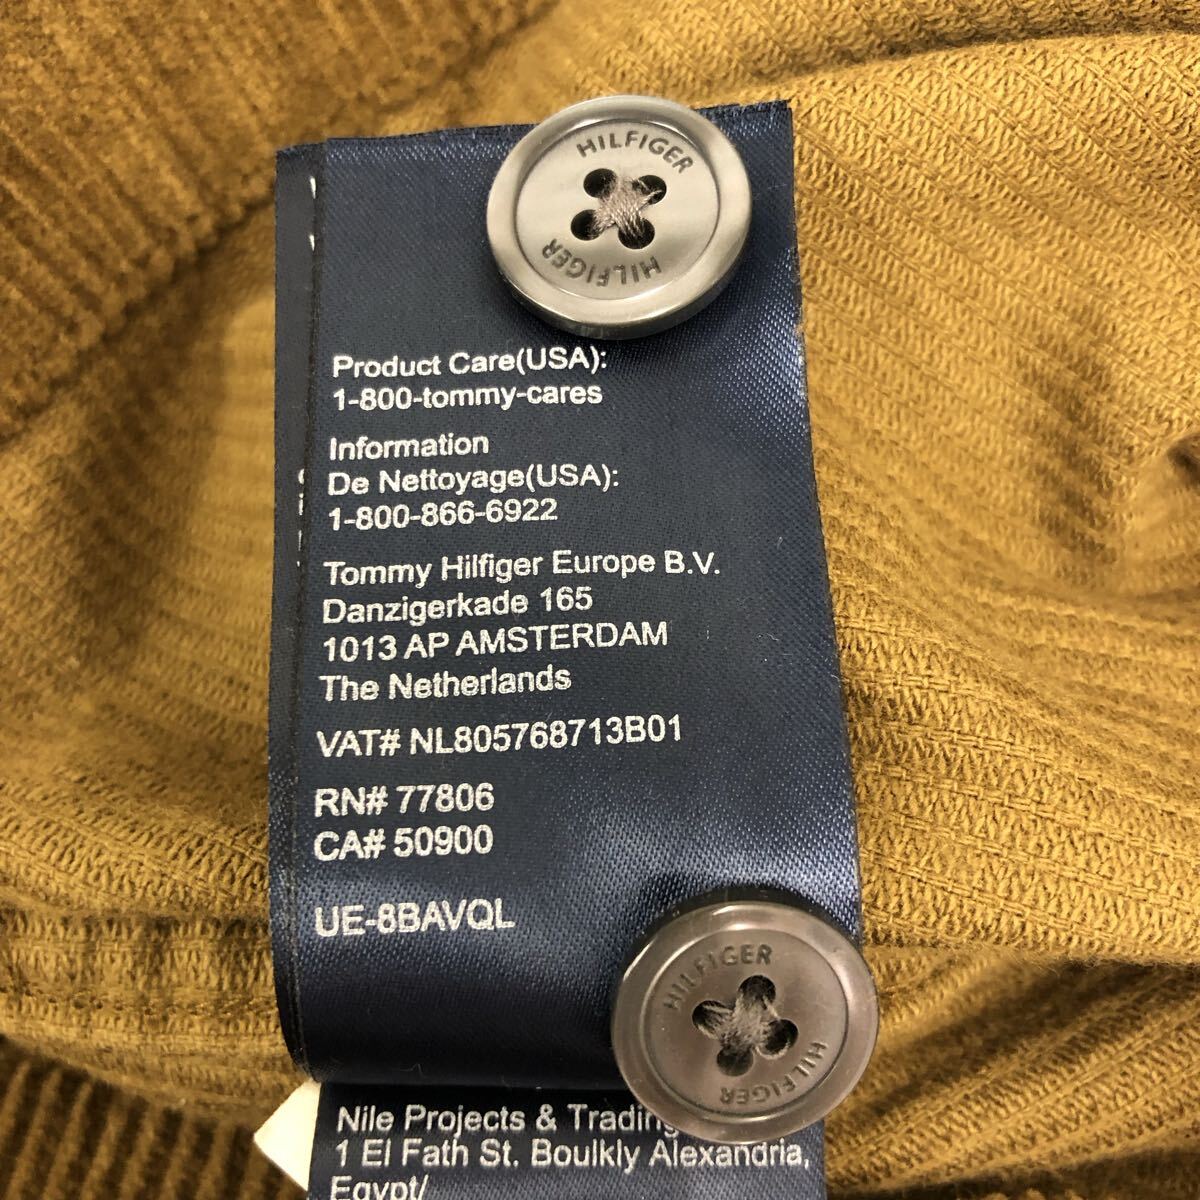 HILFIGER
HILFIGER
Product Care(USA):
1-800-tommy-cares
Information
De Nettoyage(USA):
1-800-866-6922
Tommy Hilfiger Europe B.V.
Danzigerkade 165
1013 AP AMSTERDAM
The Netherlands
VAT# NL805768713B01
RN# 77806
CA# 50900
UE-8BAVQL
HILFIGER
HILFIGER
Nile Projects & Trading
1 El Fath St. Boulkly Alexandria,
Egypt/